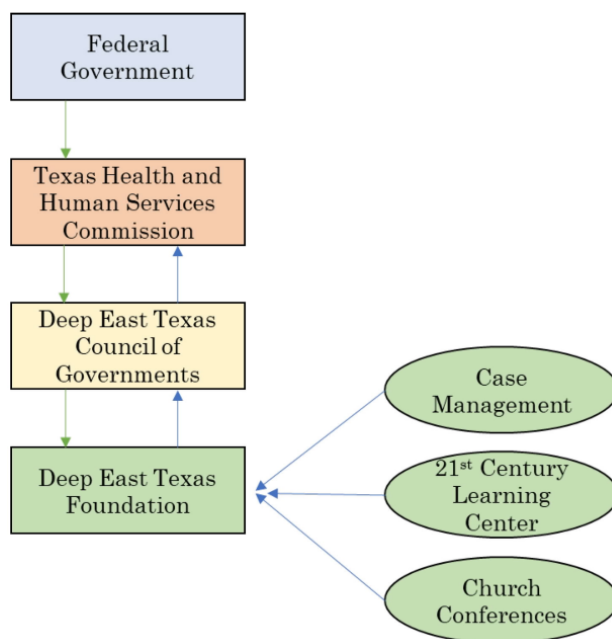 Federal
Government
Texas Health and
Human Services
Commission
Deep East Texas
Council of
Governments
Deep East Texas
Foundation
Case
Management
21st Century
Learning
Center
Church
Conferences